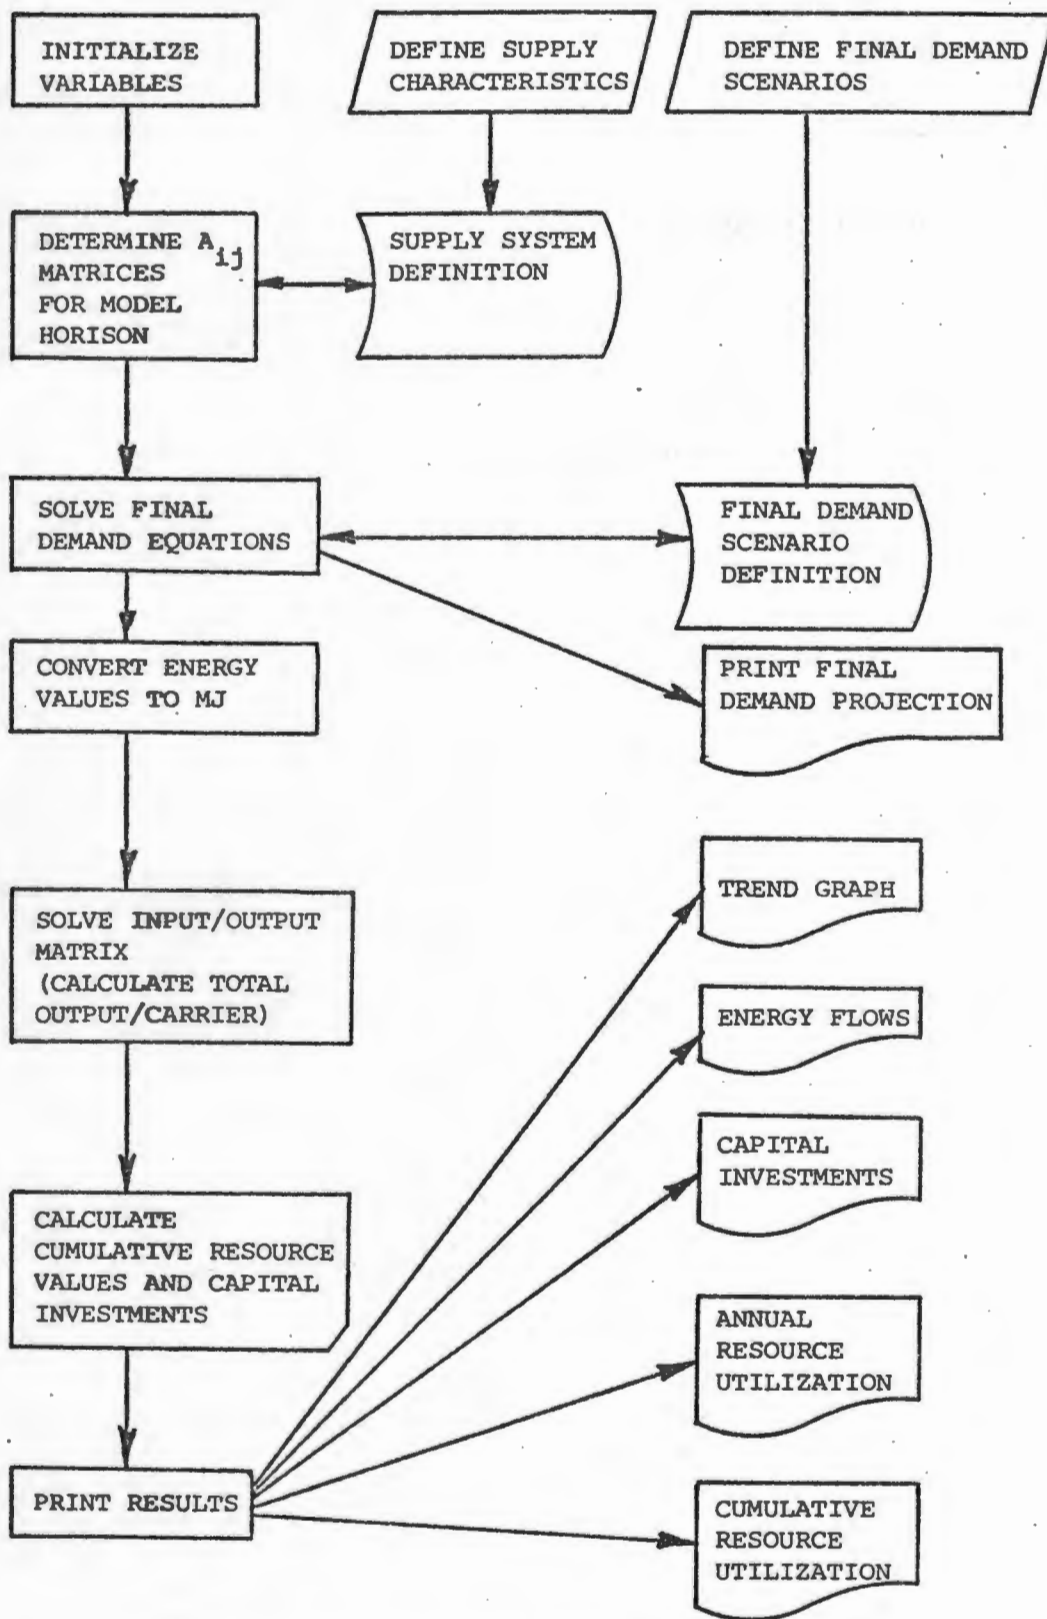 INITIALIZE
VARIABLES
DEFINE SUPPLY
CHARACTERISTICS
DEFINE FINAL DEMAND
SCENARIOS
DETERMINE A_ij
MATRICES
FOR MODEL
HORISON
SUPPLY SYSTEM
DEFINITION
SOLVE FINAL
DEMAND EQUATIONS
FINAL DEMAND
SCENARIO
DEFINITION
CONVERT ENERGY
VALUES TO MJ
PRINT FINAL
DEMAND PROJECTION
SOLVE INPUT/OUTPUT
MATRIX
(CALCULATE TOTAL
OUTPUT/CARRIER)
TREND GRAPH
ENERGY FLOWS
CAPITAL
INVESTMENTS
CALCULATE
CUMULATIVE RESOURCE
VALUES AND CAPITAL
INVESTMENTS
ANNUAL
RESOURCE
UTILIZATION
PRINT RESULTS
CUMULATIVE
RESOURCE
UTILIZATION